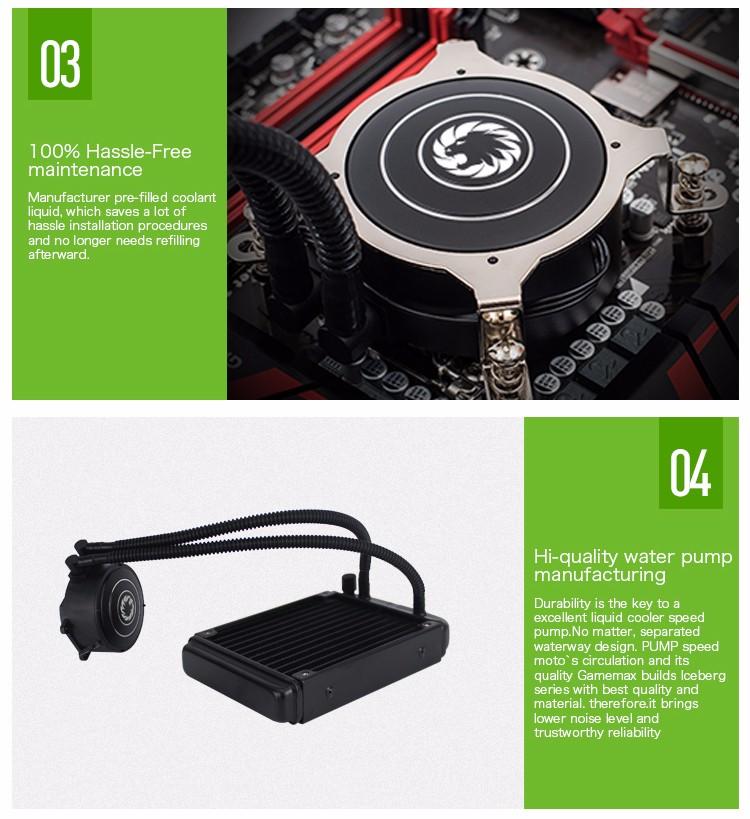 03
100% Hassle-Free
maintenance
Manufacturer pre-filled coolant
liquid, which saves a lot of
hassle installation procedures
and no longer needs refilling
afterward.
04
Hi-quality water pump
manufacturing
Durability is the key to a
excellent liquid cooler speed
pump.No matter, separated
waterway design. PUMP speed
moto`s circulation and its
quality Gamemax builds Iceberg
series with best quality and
material. therefore.it brings
lower noise level and
trustworthy reliability